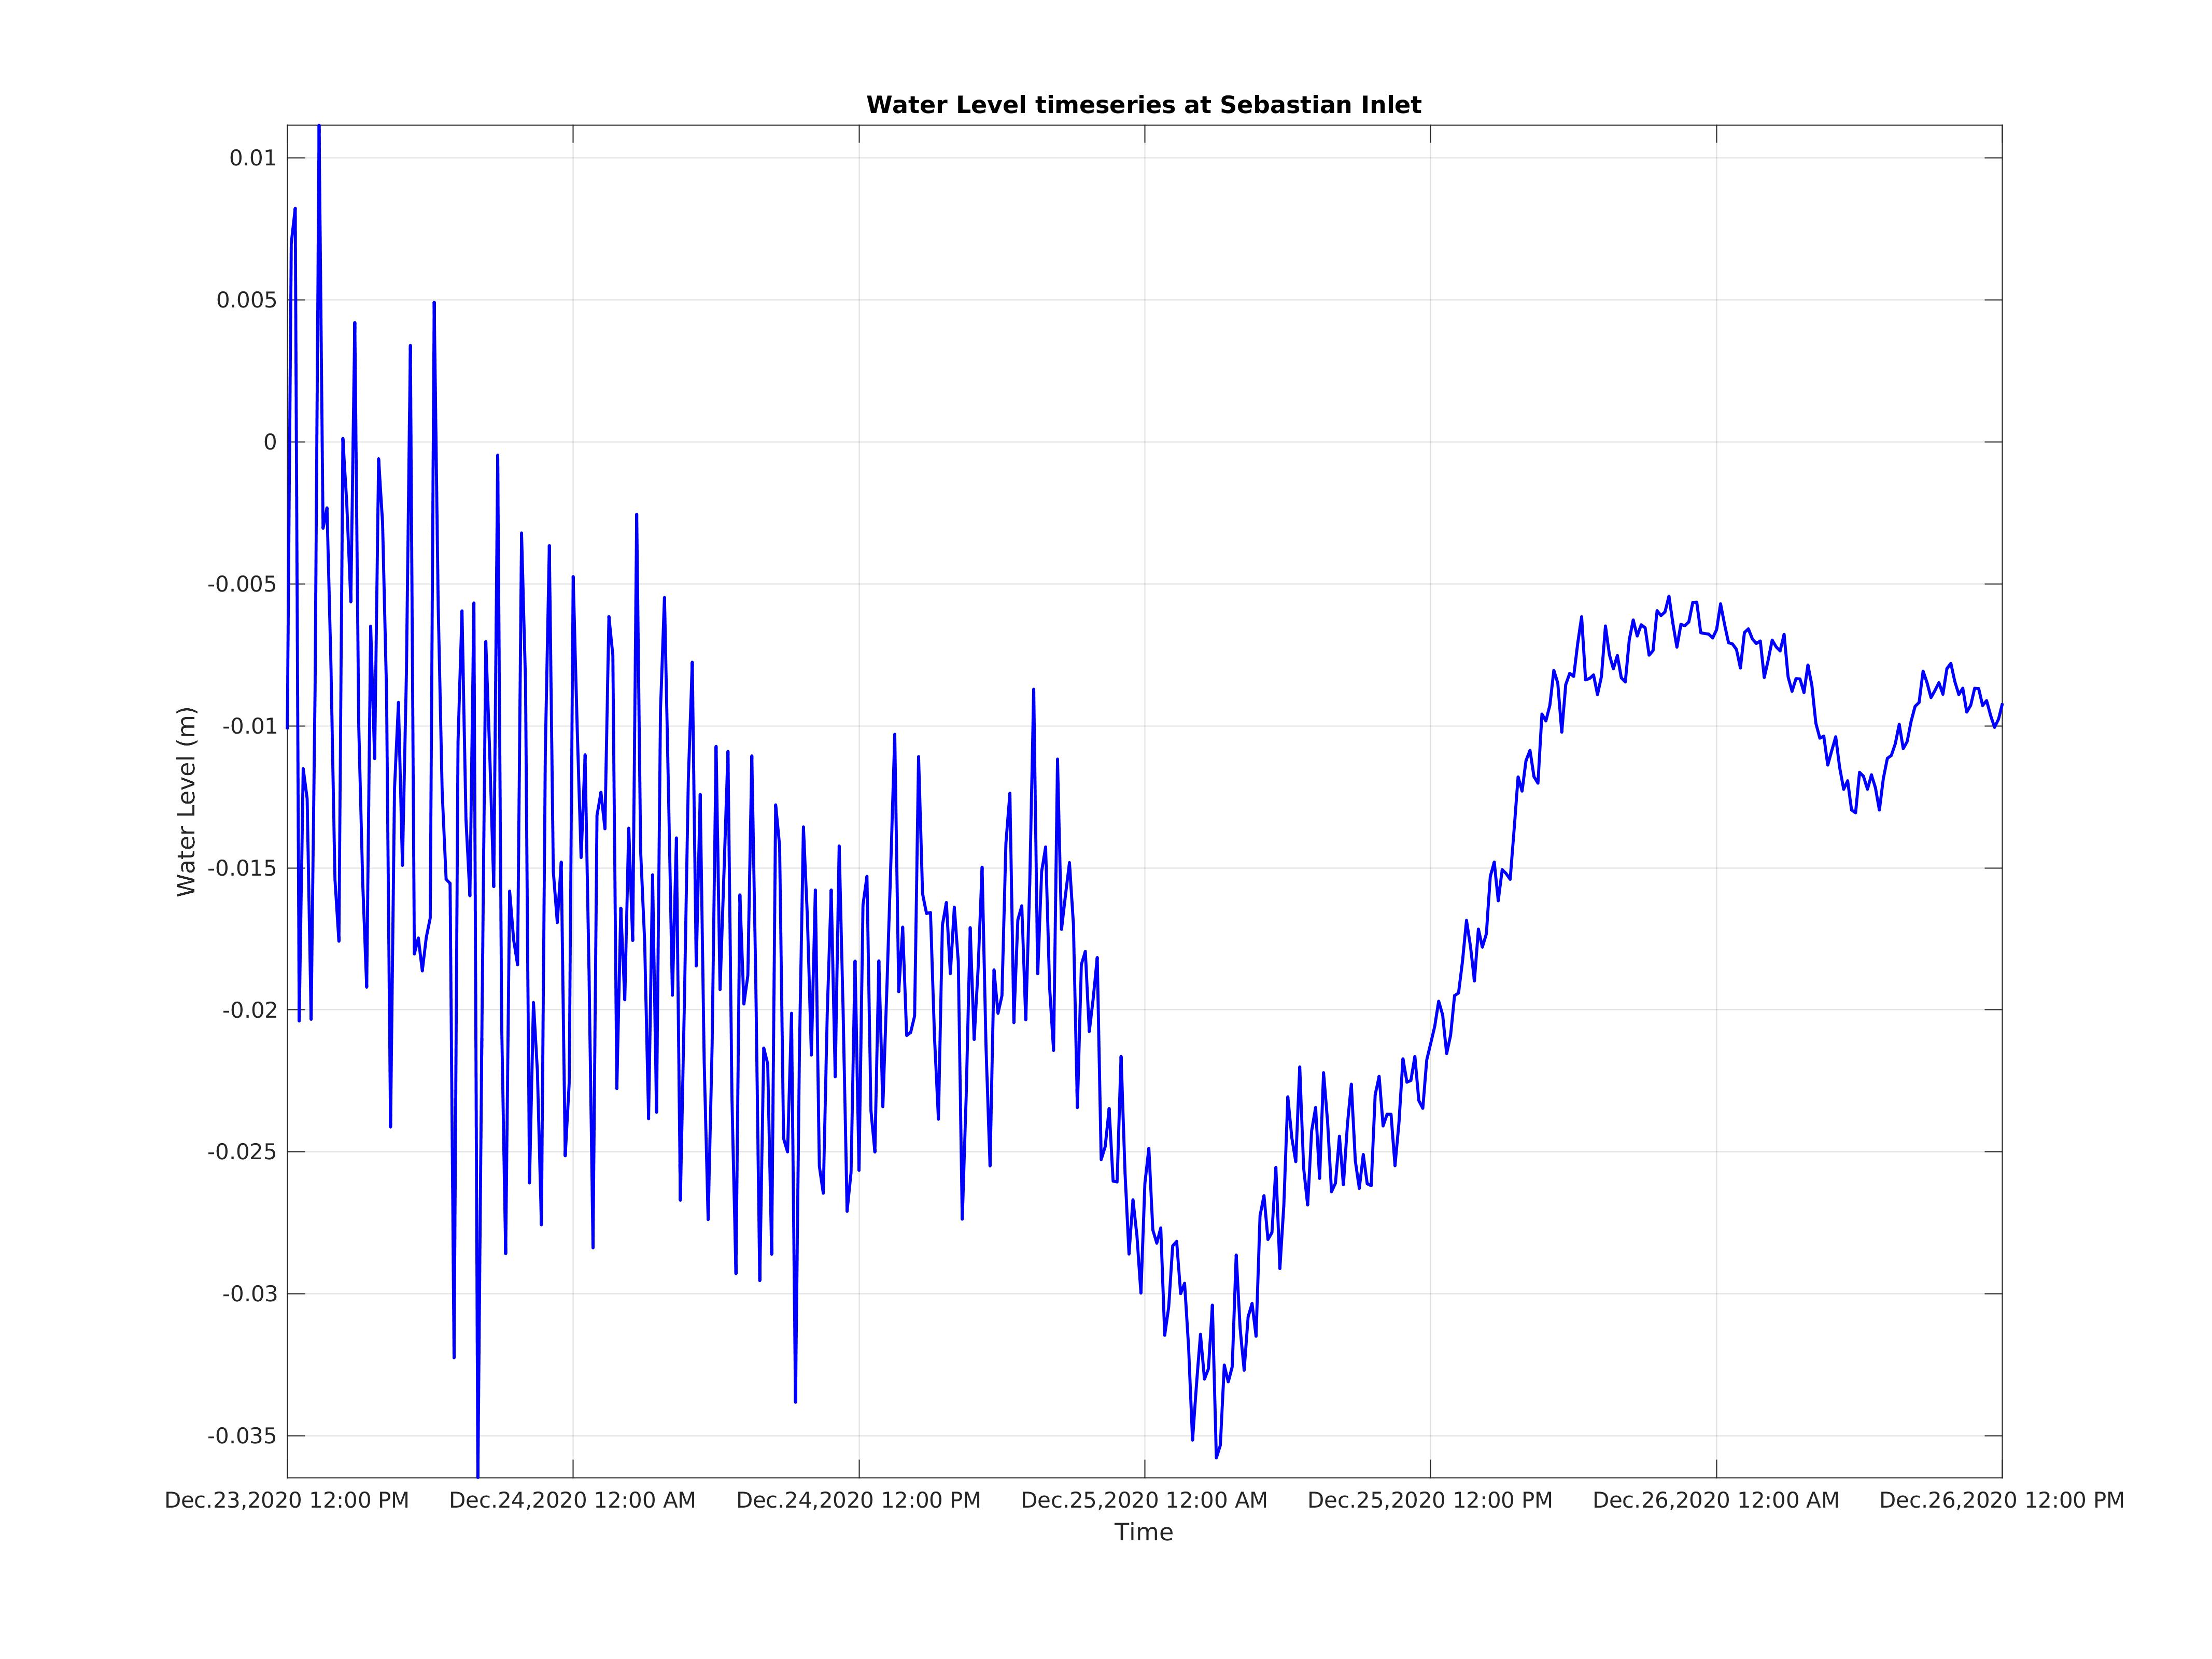 Water Level timeseries at Sebastian Inlet
0.01
0.005
0
-0.005
-0.01
-0.015
-0.02
-0.025
-0.03
-0.035
Water Level (m)
Dec.23,2020 12:00 PM Dec.24,2020 12:00 AM Dec.24,2020 12:00 PM Dec.25,2020 12:00 AM Dec.25,2020 12:00 PM Dec.26,2020 12:00 AM Dec.26,2020 12:00 PM
Time